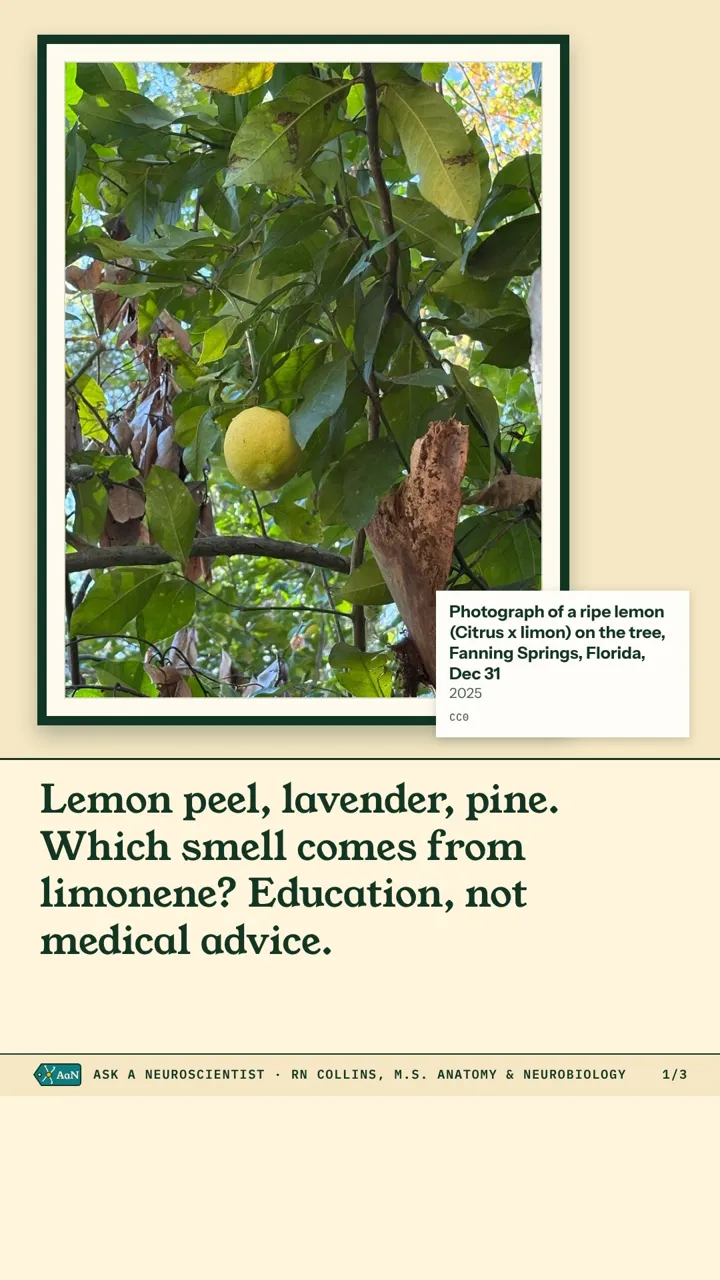 Photograph of a ripe lemon
(Citrus x limon) on the tree,
Fanning Springs, Florida,
Dec 31
2025
CC0
Lemon peel, lavender, pine.
Which smell comes from
limonene? Education, not
medical advice.
AaN ASK A NEUROSCIENTIST · RN COLLINS, M.S. ANATOMY & NEUROBIOLOGY 1/3